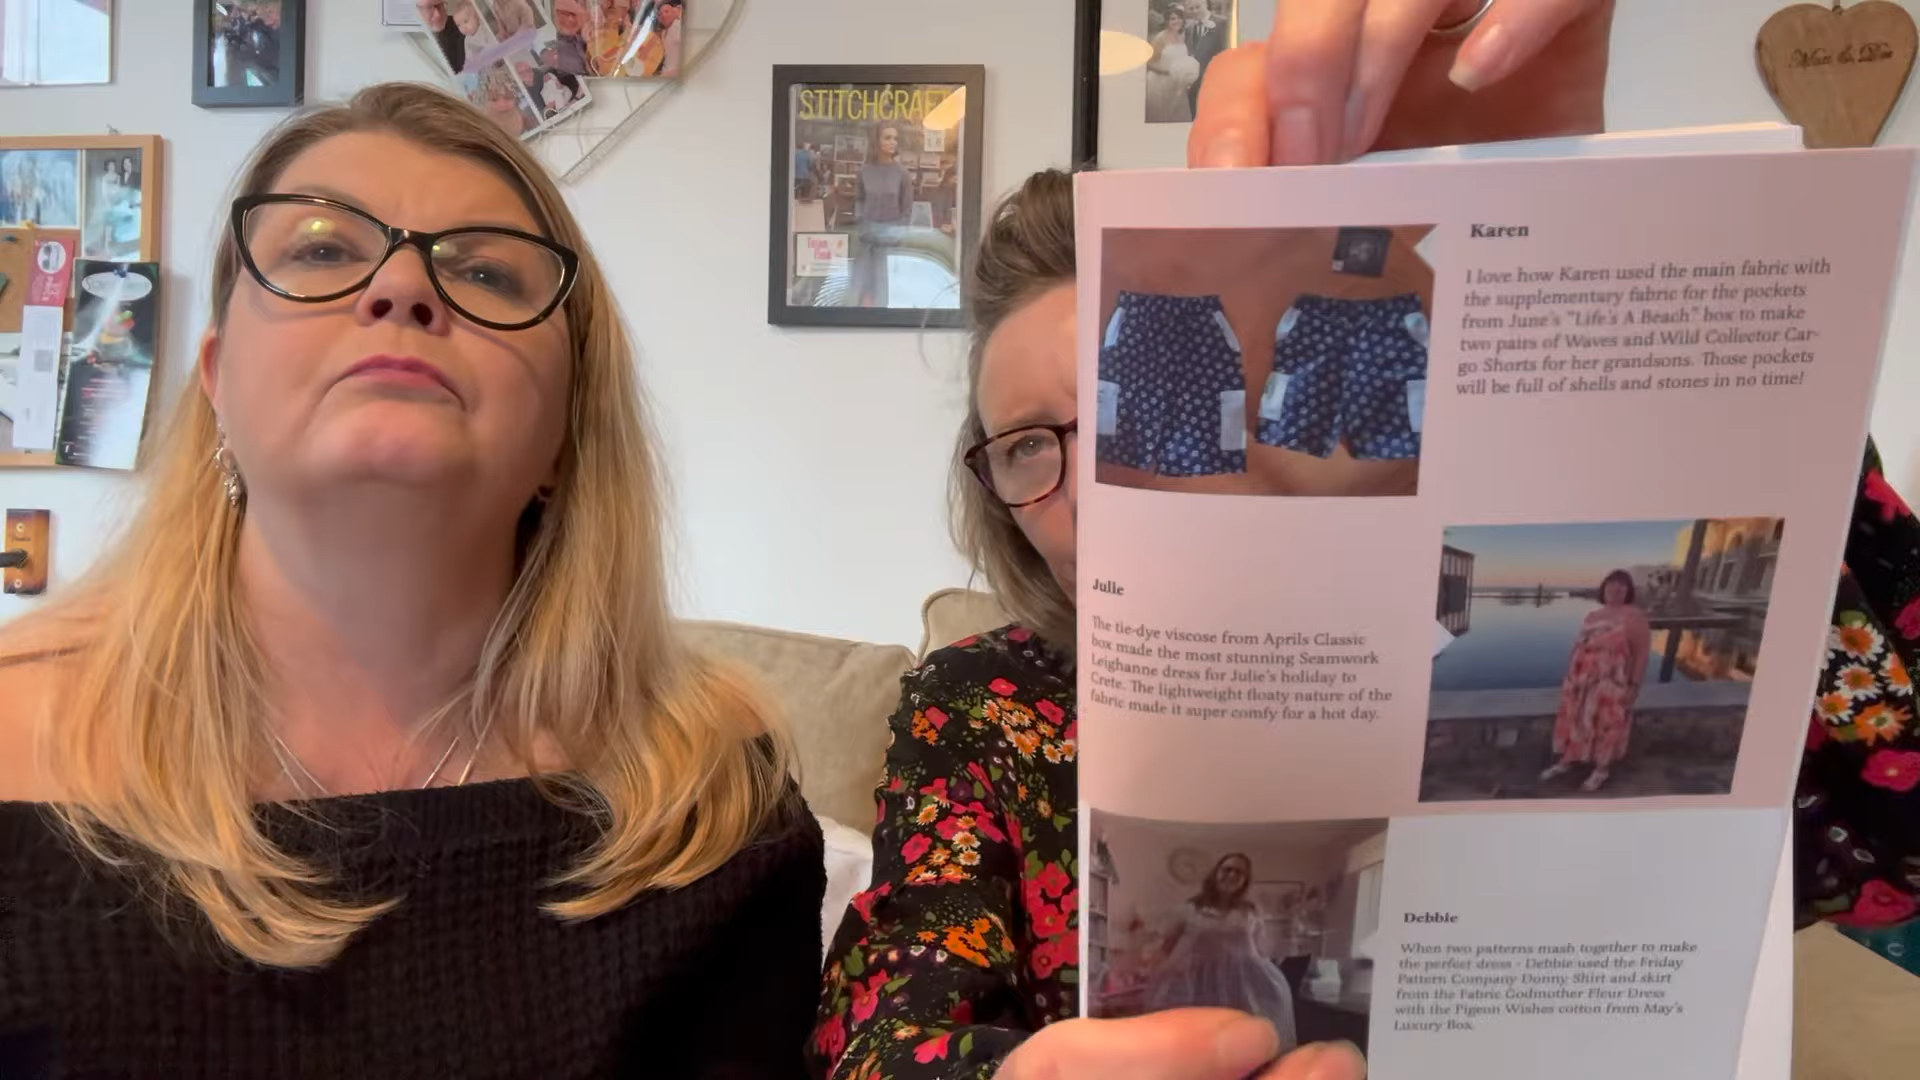 STITCHCRAFT
Karen
I love how Karen used the main fabric with
the supplementary fabric for the pockets
from June's "Life's A Beach" box to make
two pairs of Waves and Wild Collector Car-
go Shorts for her grandsons. Those pockets
will be full of shells and stones in no time!
Julie
The tie-dye viscose from Aprils Classic
box made the most stunning Seamwork
Leighanne dress for Julie's holiday to
Crete. The lightweight floaty nature of the
fabric made it super comfy for a hot day.
Debbie
When two patterns mash together to make
the perfect dress - Debbie used the Friday
Pattern Company Donny Shirt and skirt
from the Fabric Godmother Fleur Dress
with the Pigeon Wishes cotton from May's
Luxury Box.